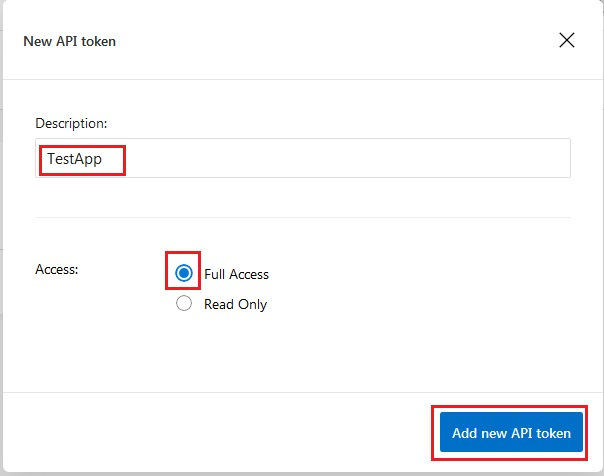 New API token
Description:
TestApp
Access:
Full Access
Read Only
Add new API token